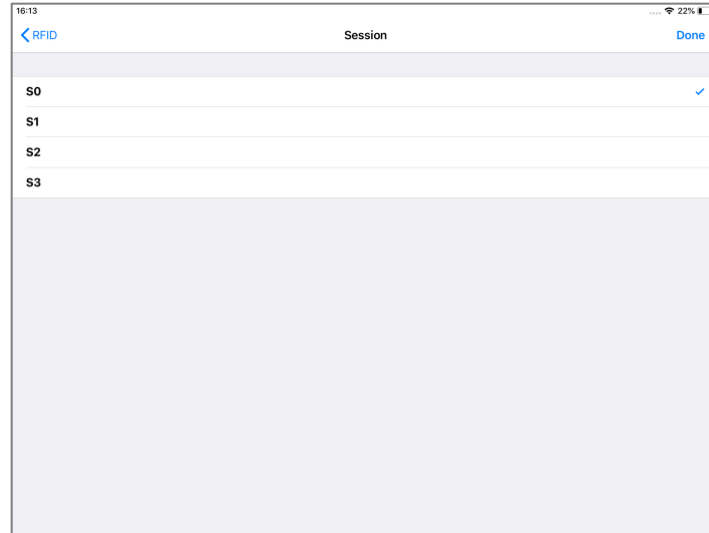 16:13 .... 22%
RFID Session Done
S0
S1
S2
S3